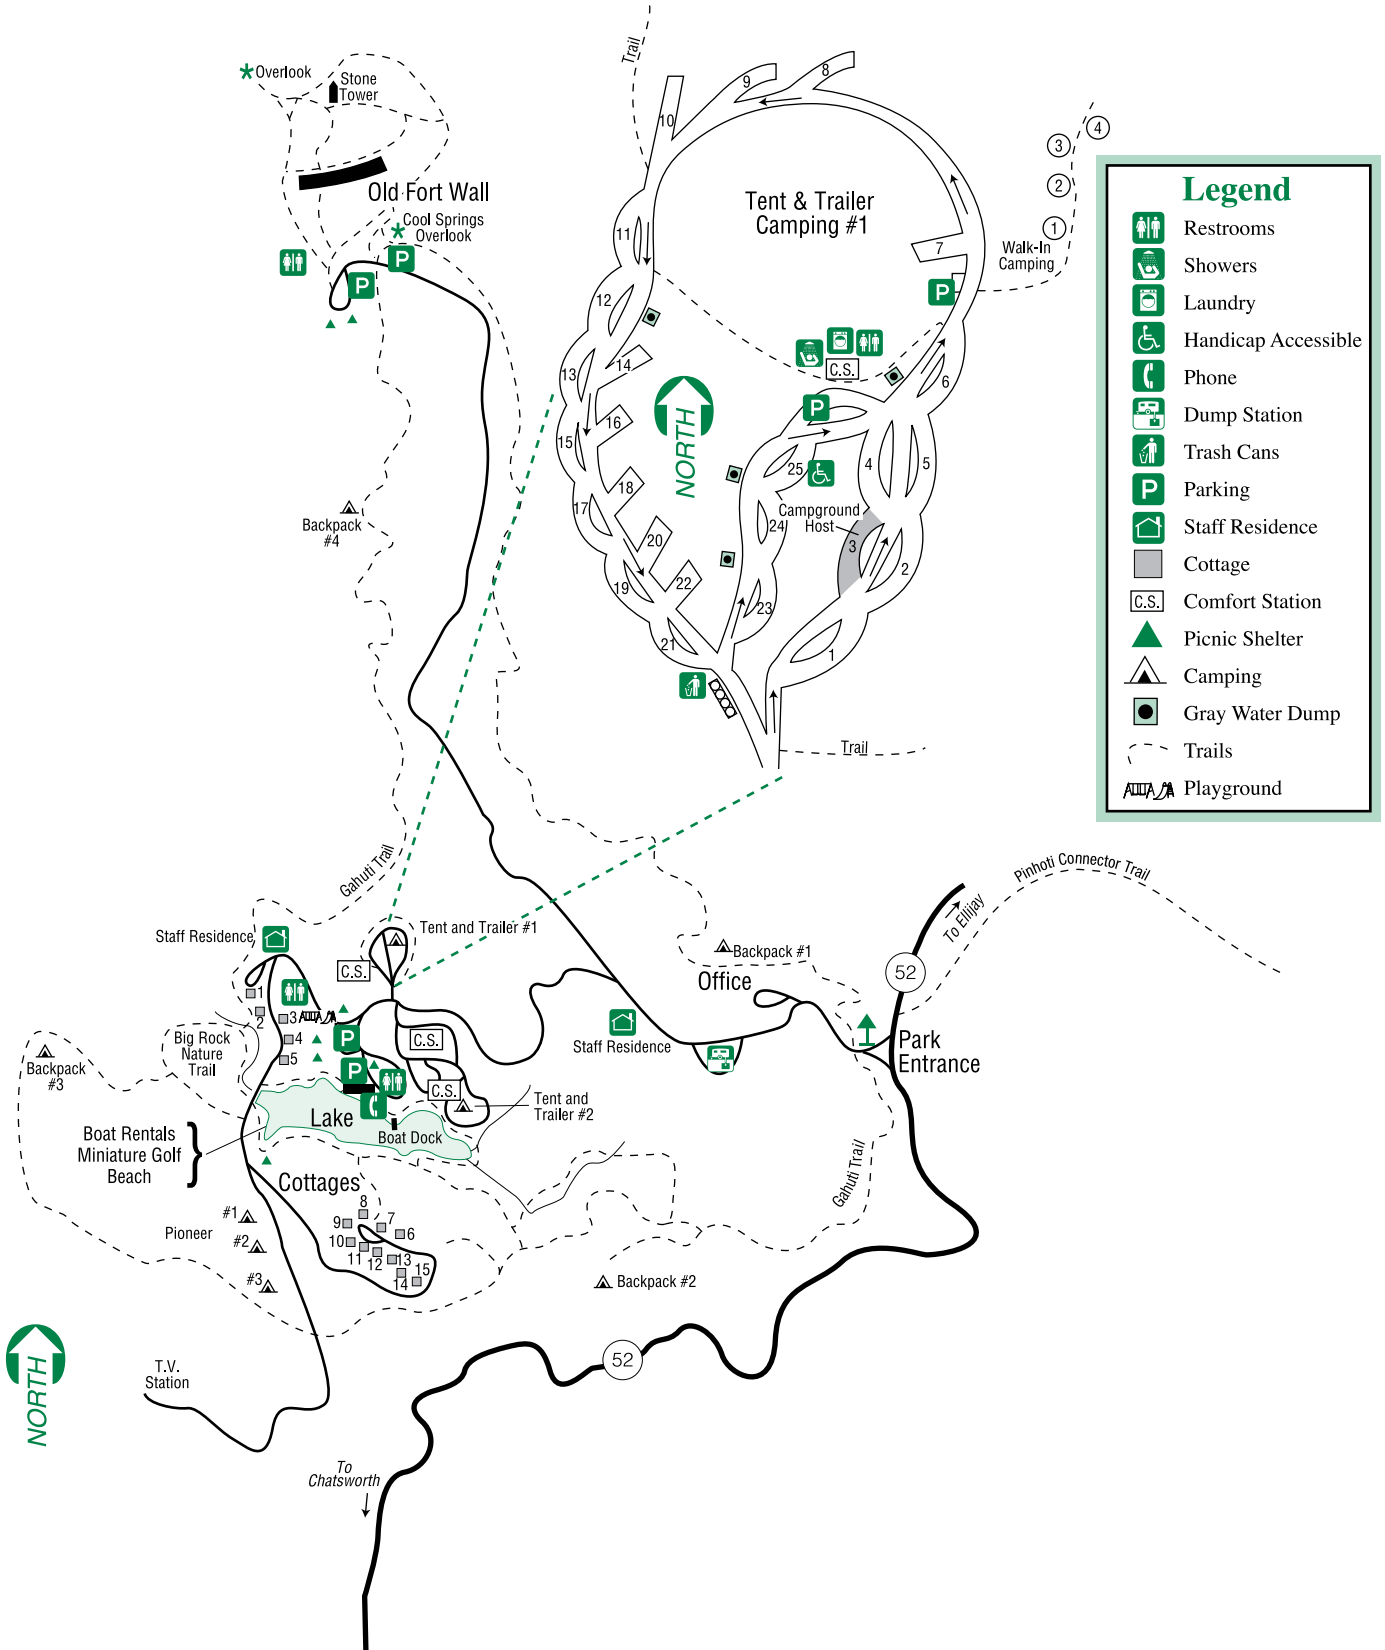 Overlook
Stone
Tower
Old Fort Wall
Cool Springs
Overlook
P
P
Trail
9
8
10
Tent & Trailer
Camping #1
11
7
12
P
C.S.
13
14
6
15
16
P
NORTH
25
4
5
17
18
Campground
Host
24
3
2
19
20
22
23
21
1
Trail
4
3
2
1
Walk-In
Camping
Legend
Restrooms
Showers
Laundry
Handicap Accessible
Phone
Dump Station
Trash Cans
P Parking
Staff Residence
Cottage
C.S. Comfort Station
Picnic Shelter
Camping
Gray Water Dump
Trails
Playground
Backpack
#4
Gahuti Trail
Pinhoti Connector Trail
To Ellijay
52
Staff Residence
Tent and Trailer #1
C.S.
Backpack #1
Office
1
2
3
4
5
P
P
C.S.
C.S.
Staff Residence
Park
Entrance
Big Rock
Nature
Trail
Backpack
#3
Lake
Boat Dock
Tent and
Trailer #2
Boat Rentals
Miniature Golf
Beach
Cottages
Gahuti Trail
8
9
7
6
10
11
12
13
14
15
Pioneer
#1
#2
#3
Backpack #2
NORTH
T.V.
Station
52
To
Chatsworth